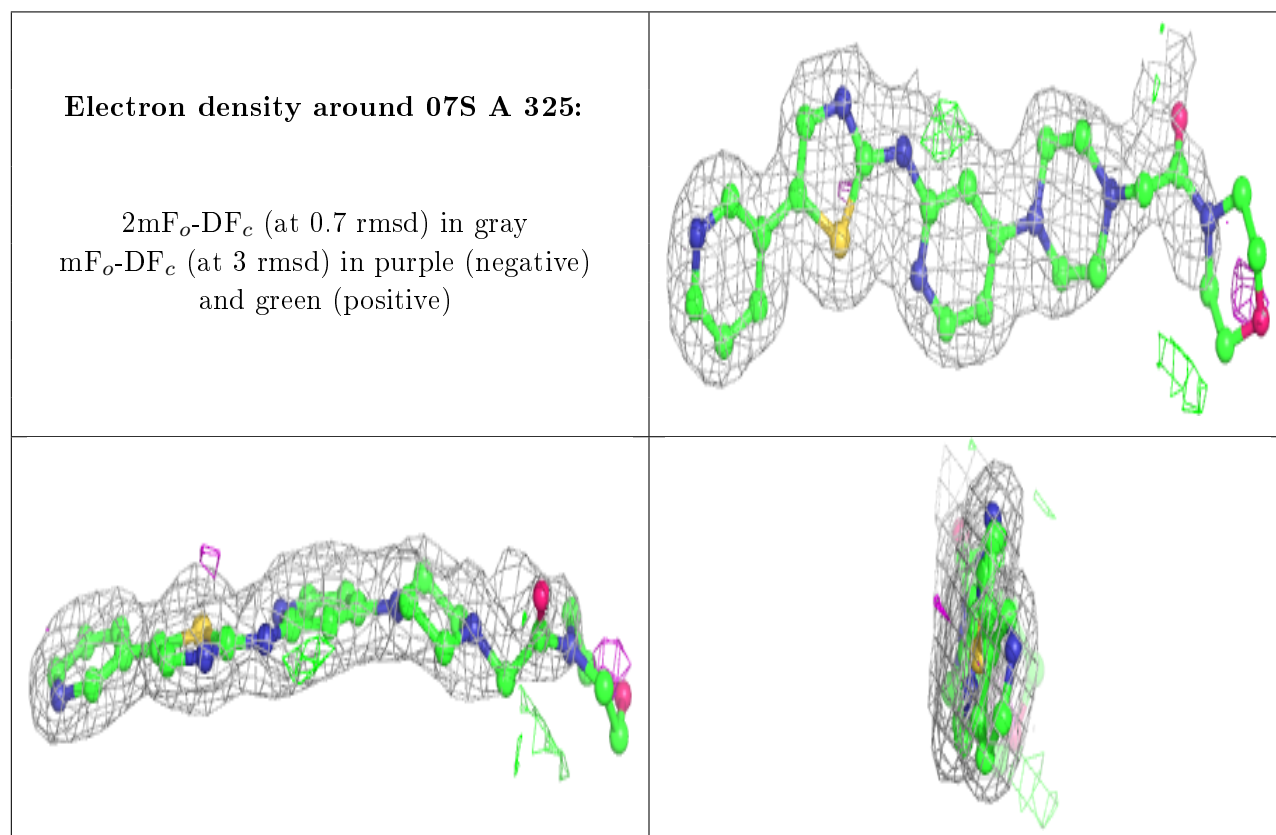 Electron density around 07S A 325:
2mFₒ-DF𝒸 (at 0.7 rmsd) in gray
mFₒ-DF𝒸 (at 3 rmsd) in purple (negative)
and green (positive)